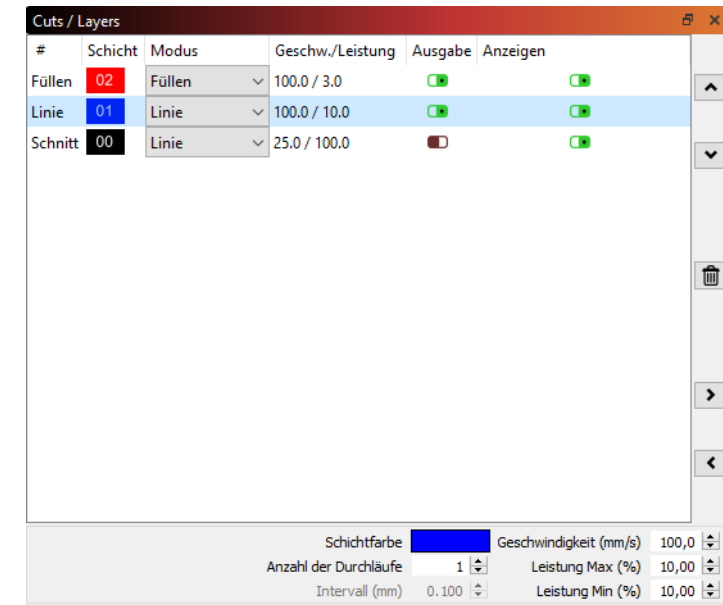 Cuts / Layers
# Schicht Modus Geschw./Leistung Ausgabe Anzeigen
Füllen 02 Füllen 100.0 / 3.0
Linie 01 Linie 100.0 / 10.0
Schnitt 00 Linie 25.0 / 100.0
Schichtfarbe Geschwindigkeit (mm/s) 100,0
Anzahl der Durchläufe 1 Leistung Max (%) 10,00
Intervall (mm) 0.100 Leistung Min (%) 10,00